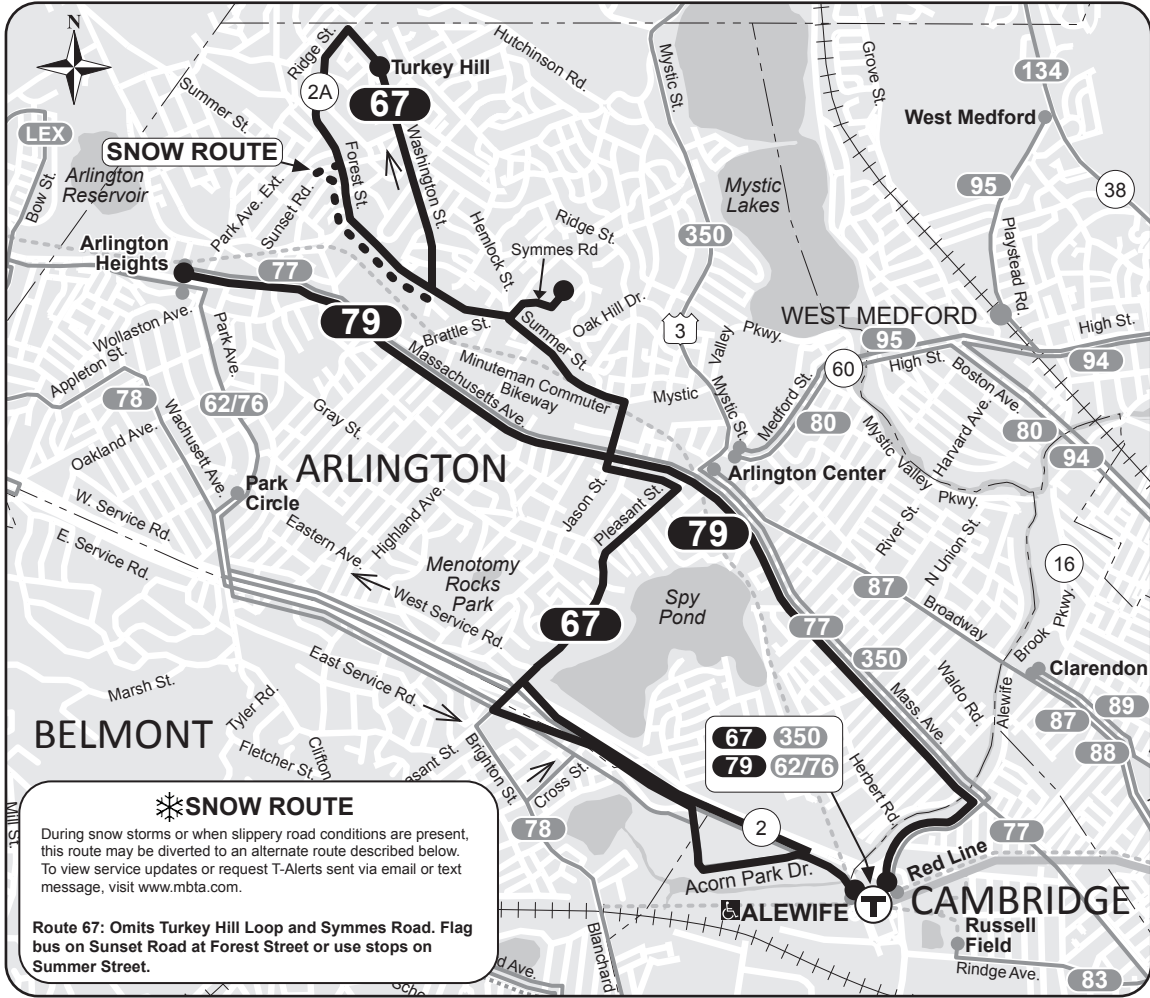 N
Ridge St.
Hutchinson Rd.
Turkey Hill
2A
67
Summer St.
Mystic St.
Grove St.
134
West Medford
LEX
SNOW ROUTE
Arlington
Reservoir
Bow St.
Forest St.
Washington St.
Park Ave. Ext.
Sunset Rd.
Mystic
Lakes
95
38
Hemlock St.
Ridge St.
Symmes Rd
350
Playstead Rd.
Arlington
Heights
77
79
Oak Hill Dr.
Summer St.
Brattle St.
3
Valley
Pkwy.
WEST MEDFORD
95
High St.
High St.
94
Wollaston Ave.
Park Ave.
Appleton St.
78
62/76
Massachusetts Ave.
Minuteman Commuter
Bikeway
Mystic
Mystic St.
Medford St.
60
Boston Ave.
80
Harvard Ave.
80
94
Gray St.
Oakland Ave.
Wachusett Ave.
ARLINGTON
Arlington Center
Mystic Valley
Pkwy.
Park
Circle
Jason St.
Pleasant St.
W. Service Rd.
E. Service Rd.
Eastern Ave.
Highland Ave.
79
River St.
N Union St.
16
Menotomy
Rocks
Park
West Service Rd.
67
Spy
Pond
87
Broadway
77
350
Alewife
Brook
Pkwy.
Clarendon
East Service Rd.
Marsh St.
Tyler Rd.
BELMONT
Fletcher St.
Clifton
asant St.
Brighton St.
Cross St.
Mass. Ave.
Waldo Rd.
87
89
88
67 350
79 62/76
Herbert Rd.
Mill St.
78
2
77
Acorn Park Dr.
Red Line
ALEWIFE
T
CAMBRIDGE
Russell
Field
Rindge Ave.
83
Blanchard
d Ave.
Scho
SNOW ROUTE
During snow storms or when slippery road conditions are present,
this route may be diverted to an alternate route described below.
To view service updates or request T-Alerts sent via email or text
message, visit www.mbta.com.
Route 67: Omits Turkey Hill Loop and Symmes Road. Flag
bus on Sunset Road at Forest Street or use stops on
Summer Street.